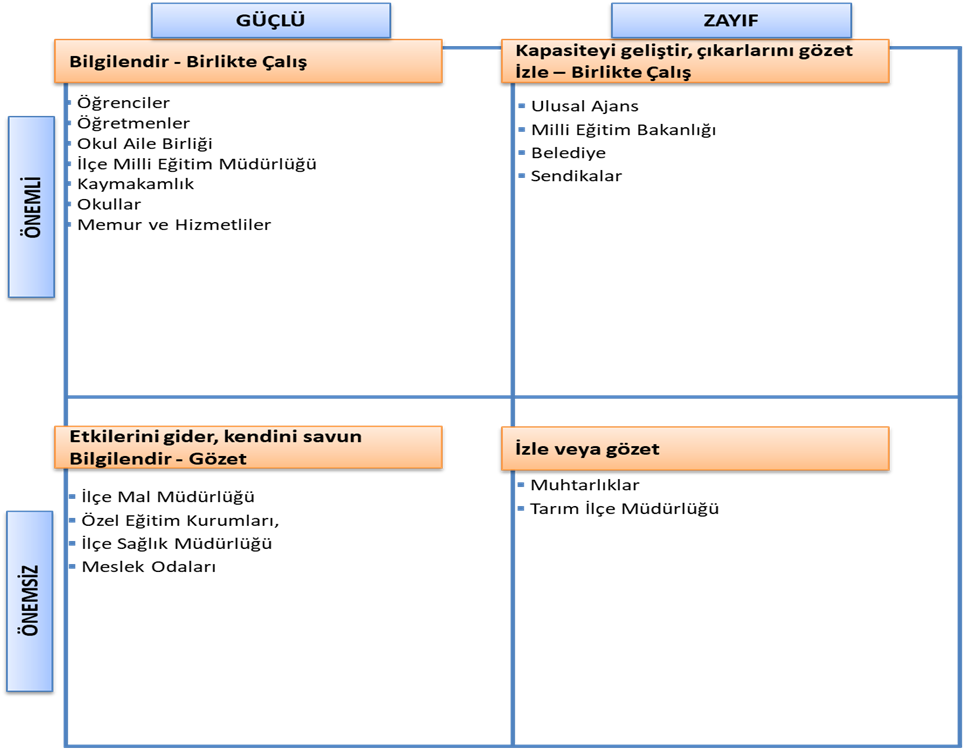 GÜÇLÜ
ZAYIF
Bilgilendir - Birlikte Çalış
Kapasiteyi geliştir, çıkarlarını gözet
İzle – Birlikte Çalış
ÖNEMLİ
Öğrenciler
Öğretmenler
Okul Aile Birliği
İlçe Milli Eğitim Müdürlüğü
Kaymakamlık
Okullar
Memur ve Hizmetliler
Ulusal Ajans
Milli Eğitim Bakanlığı
Belediye
Sendikalar
Etkilerini gider, kendini savun
Bilgilendir - Gözet
İzle veya gözet
ÖNEMSİZ
İlçe Mal Müdürlüğü
Özel Eğitim Kurumları,
İlçe Sağlık Müdürlüğü
Meslek Odaları
Muhtarlıklar
Tarım İlçe Müdürlüğü